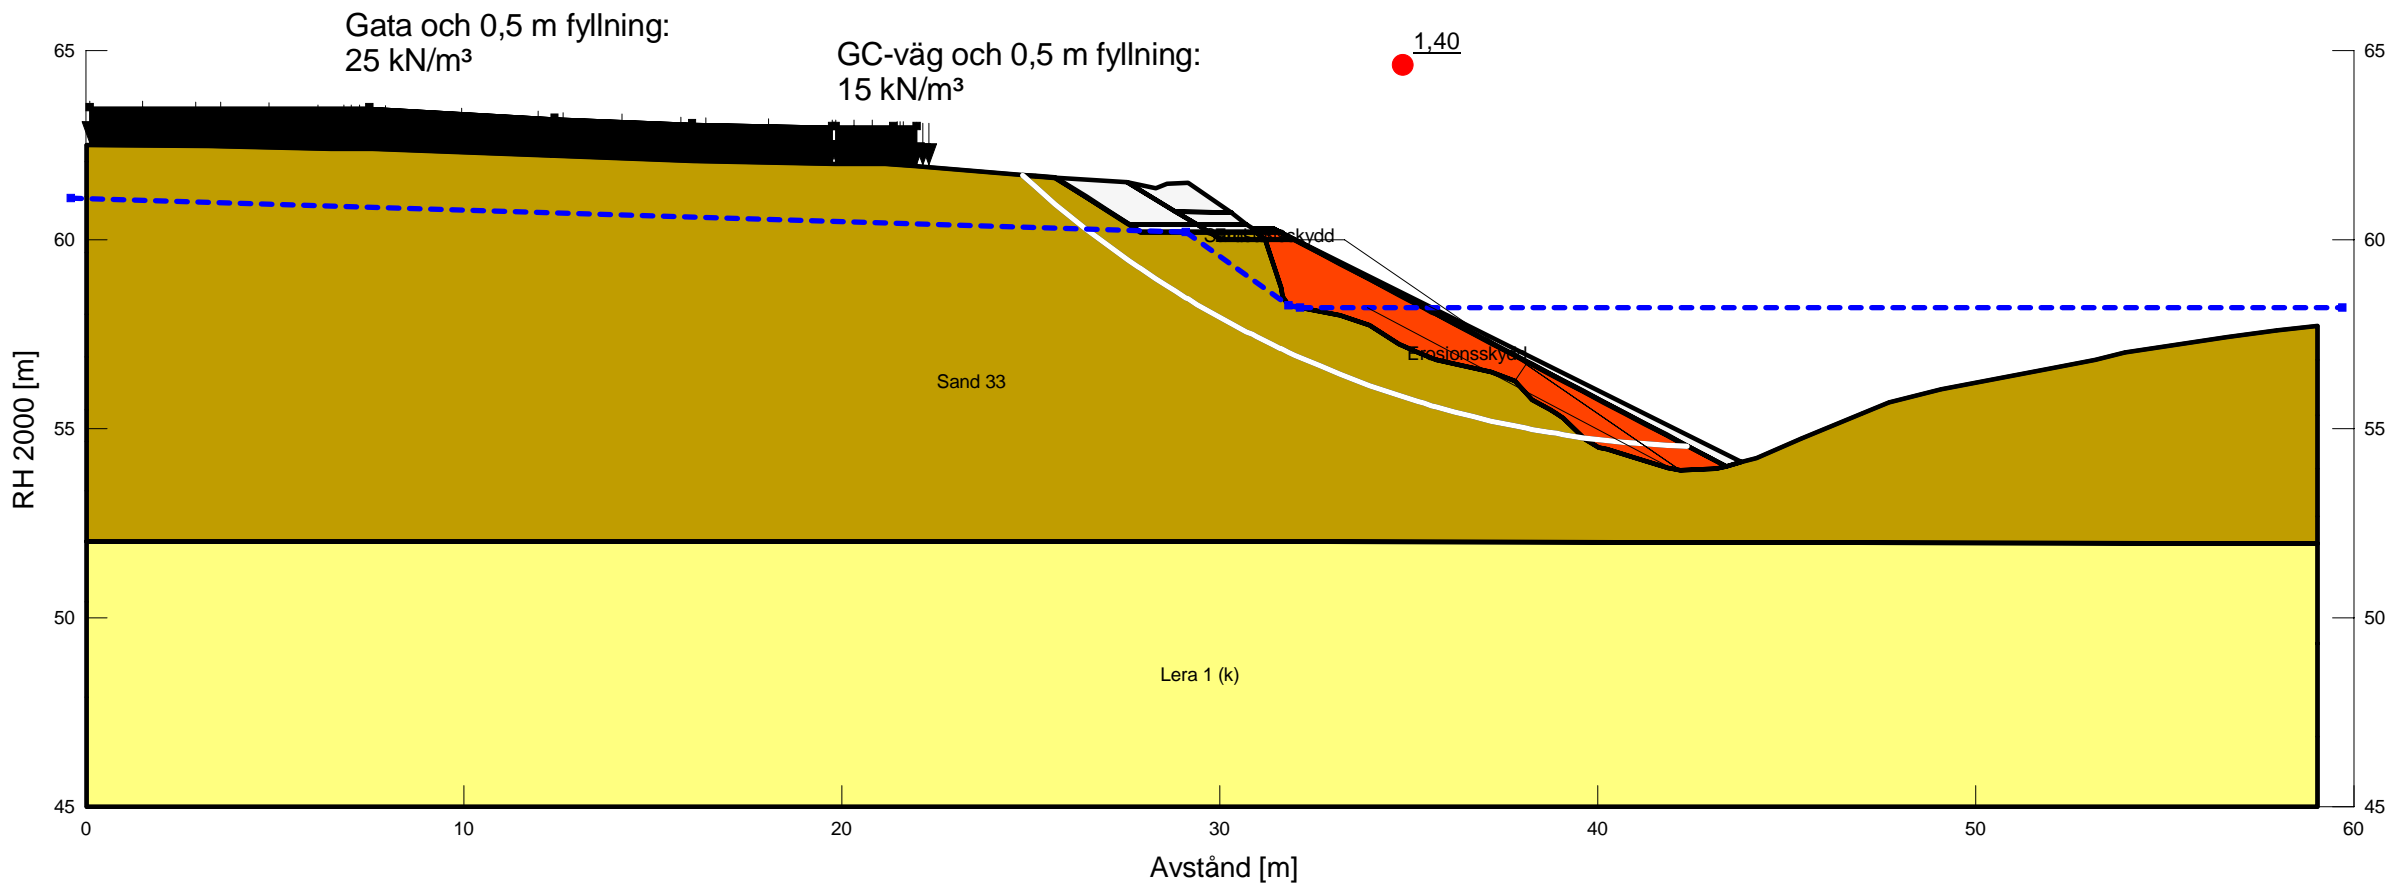 Gata och 0,5 m fyllning:
25 kN/m³
GC-väg och 0,5 m fyllning:
15 kN/m³
1,40
65
65
60
60
Erosionsskydd
Sand 33
55
55
RH 2000 [m]
50
50
Lera 1 (k)
45
45
0
10
20
30
40
50
60
Avstånd [m]